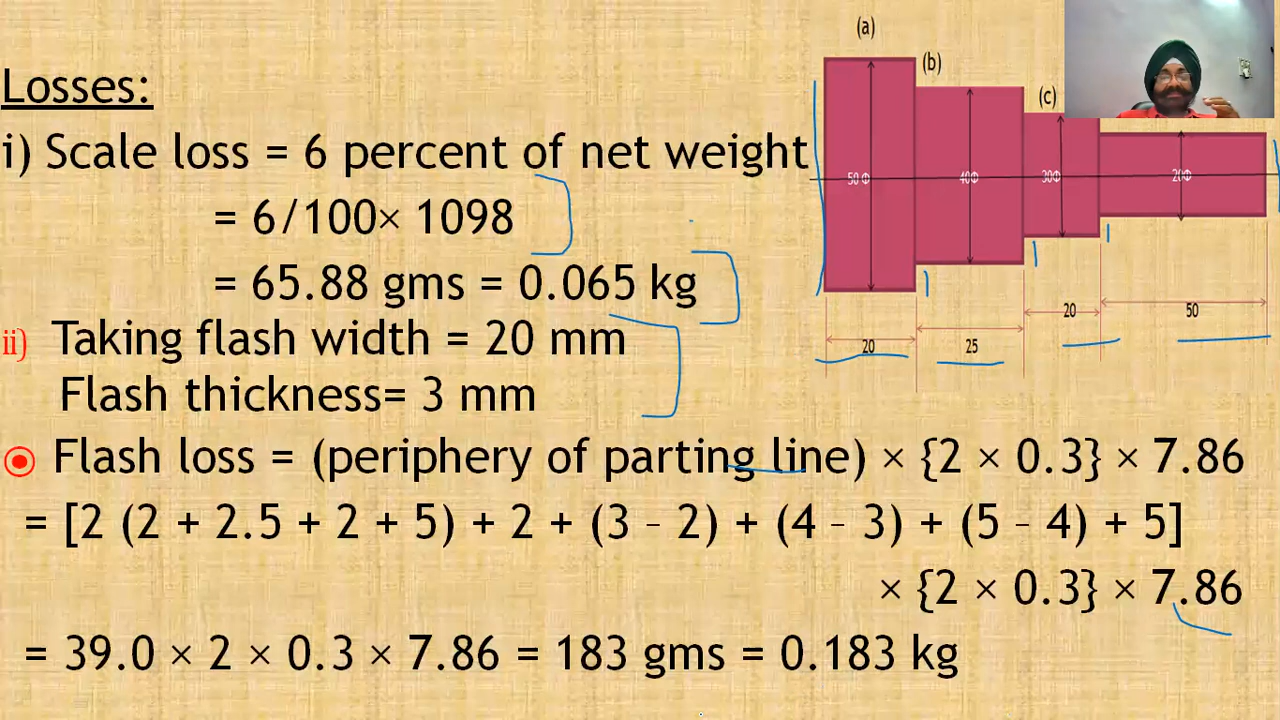 Losses:
i) Scale loss = 6 percent of net weight
= 6/100× 1098
= 65.88 gms = 0.065 kg
ii) Taking flash width = 20 mm
Flash thickness= 3 mm
Flash loss = (periphery of parting line) × {2 × 0.3} × 7.86
= [2 (2 + 2.5 + 2 + 5) + 2 + (3 – 2) + (4 – 3) + (5 – 4) + 5]
× {2 × 0.3} × 7.86
= 39.0 × 2 × 0.3 × 7.86 = 183 gms = 0.183 kg
(a)
(b)
(c)
50 Φ
40Φ
30Φ
20Φ
20
25
20
50